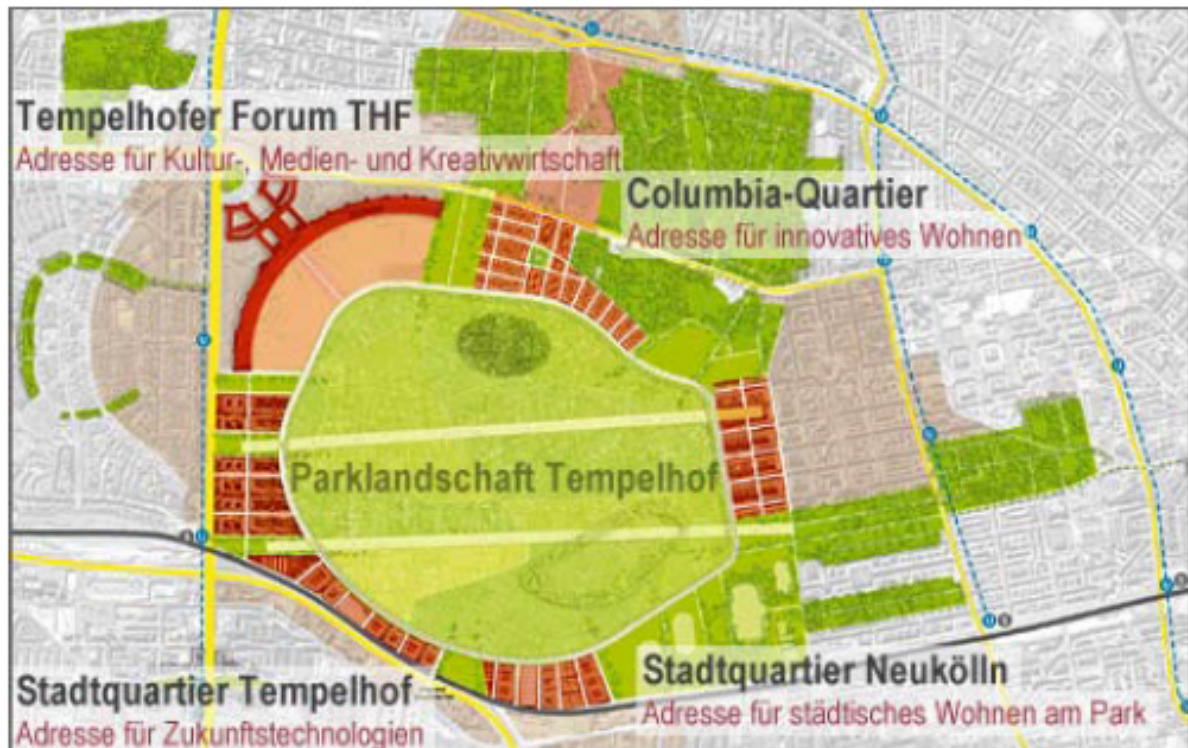 Tempelhofer Forum THF
Adresse für Kultur-, Medien- und Kreativwirtschaft
Columbia-Quartier
Adresse für innovatives Wohnen
Parklandschaft Tempelhof
Stadtquartier Tempelhof
Adresse für Zukunftstechnologien
Stadtquartier Neukölln
Adresse für städtisches Wohnen am Park